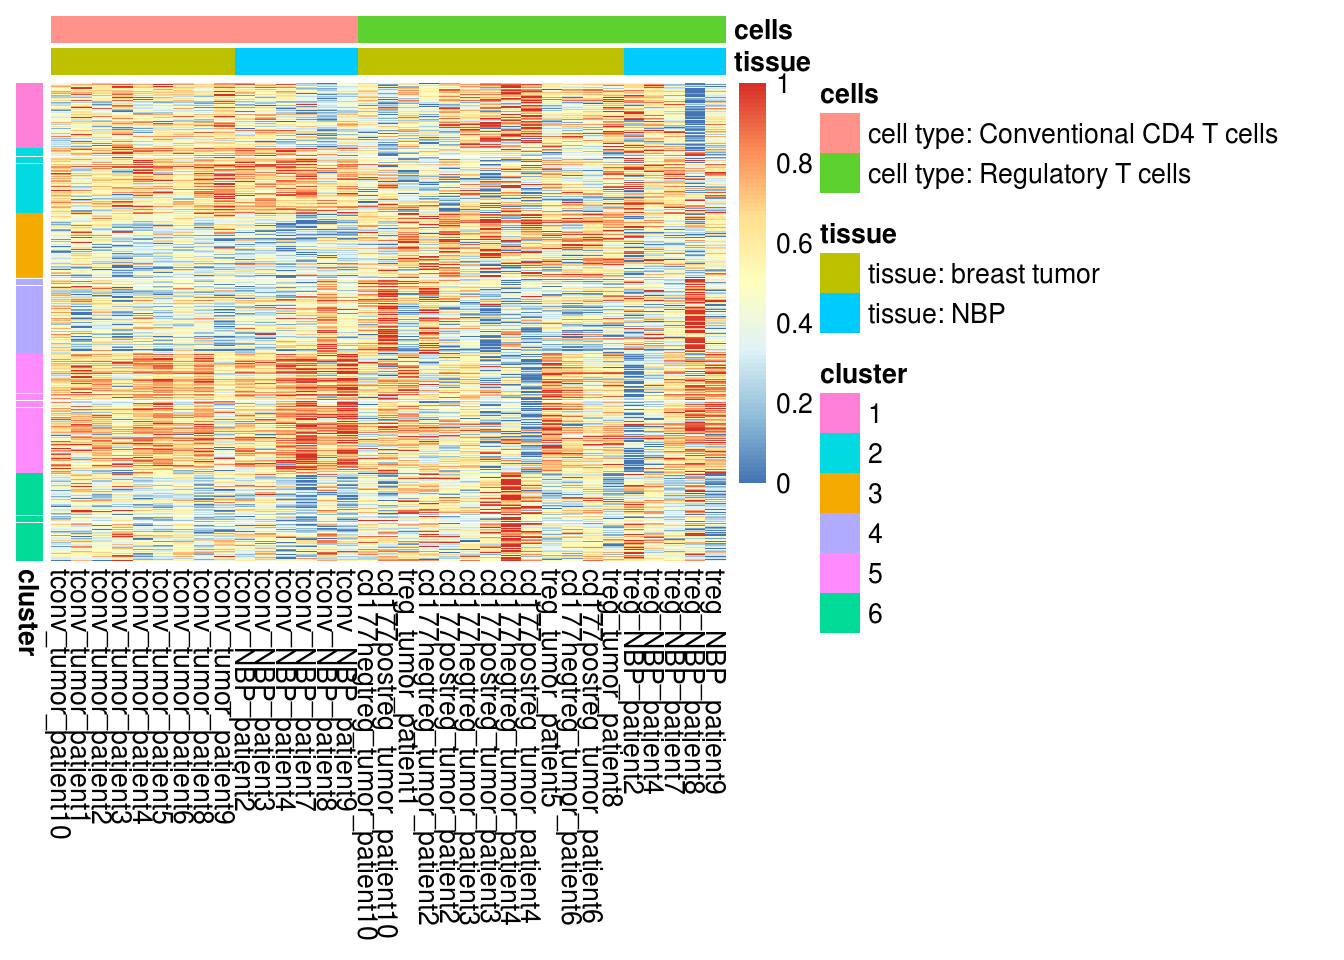 cells
tissue
1
0.8
0.6
0.4
0.2
0
cells
cell type: Conventional CD4 T cells
cell type: Regulatory T cells
tissue
tissue: breast tumor
tissue: NBP
cluster
1
2
3
4
5
6
cluster
tconv_tumor_patient10
tconv_tumor_patient1
tconv_tumor_patient2
tconv_tumor_patient3
tconv_tumor_patient4
tconv_tumor_patient5
tconv_tumor_patient6
tconv_tumor_patient8
tconv_tumor_patient9
tconv_NBP_patient2
tconv_NBP_patient3
tconv_NBP_patient4
tconv_NBP_patient7
tconv_NBP_patient8
tconv_NBP_patient9
cd177negtreg_tumor_patient10
cd177postreg_tumor_patient10
treg_tumor_patient1
cd177negtreg_tumor_patient2
cd177postreg_tumor_patient2
cd177negtreg_tumor_patient3
cd177postreg_tumor_patient3
cd177negtreg_tumor_patient4
cd177postreg_tumor_patient4
treg_tumor_patient5
cd177negtreg_tumor_patient6
cd177postreg_tumor_patient6
treg_tumor_patient8
treg_NBP_patient2
treg_NBP_patient4
treg_NBP_patient7
treg_NBP_patient8
treg_NBP_patient9